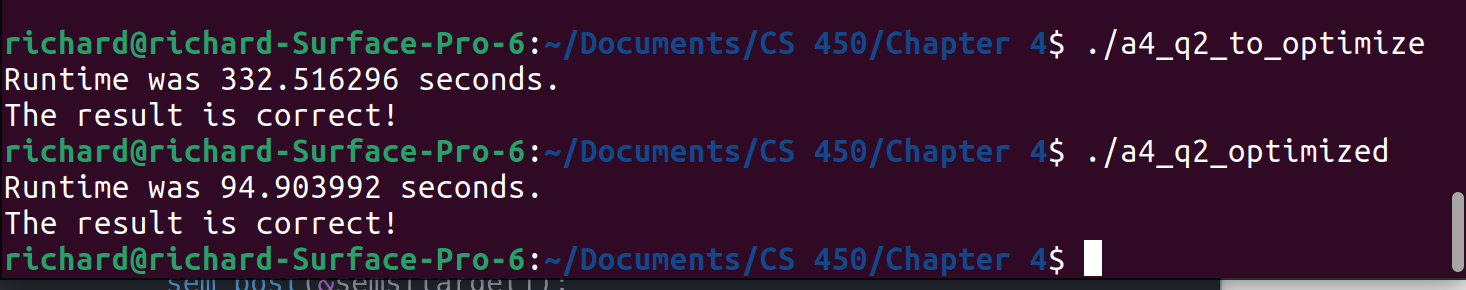 richard@richard-Surface-Pro-6:~/Documents/CS 450/Chapter 4$ ./a4_q2_to_optimize
Runtime was 332.516296 seconds.
The result is correct!
richard@richard-Surface-Pro-6:~/Documents/CS 450/Chapter 4$ ./a4_q2_optimized
Runtime was 94.903992 seconds.
The result is correct!
richard@richard-Surface-Pro-6:~/Documents/CS 450/Chapter 4$